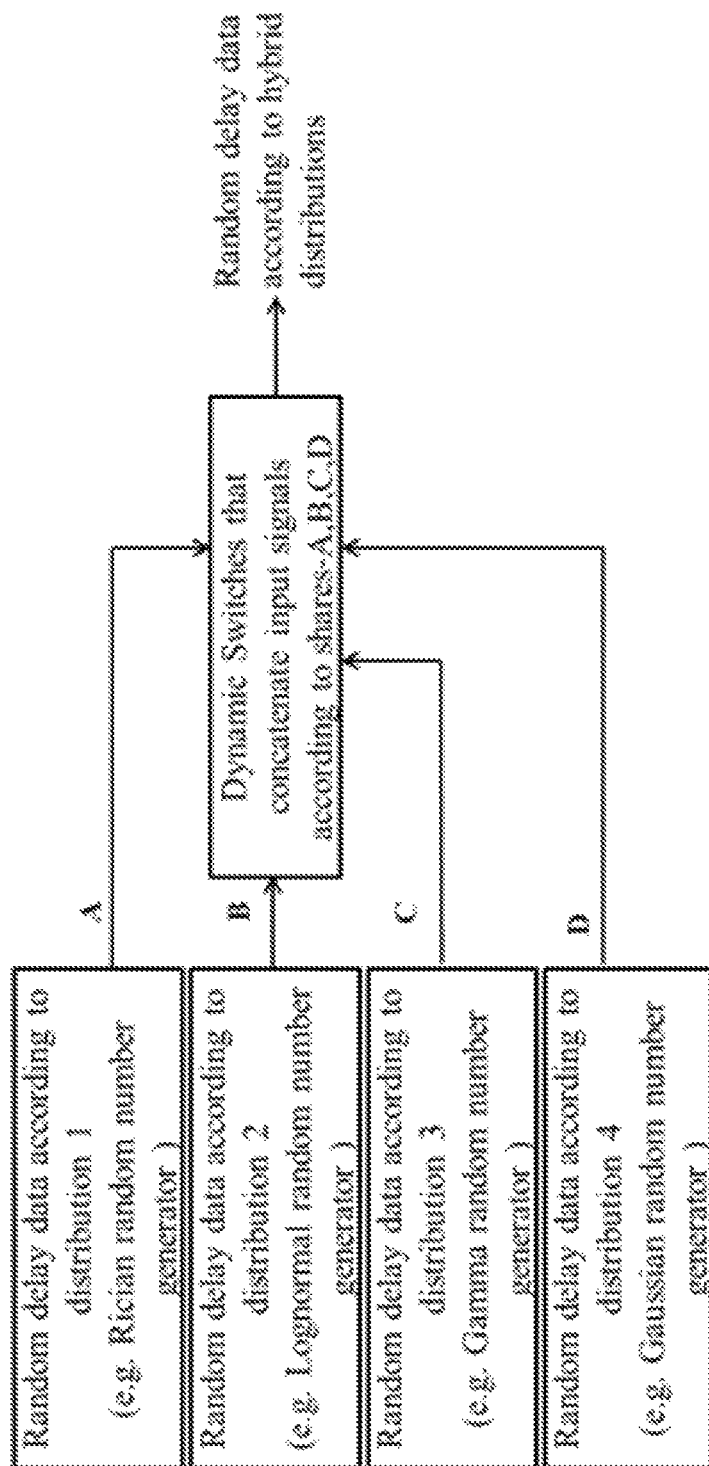 Random delay data according to
distribution 1
(e.g. Rician random number
generator )
Random delay data according to
distribution 2
(e.g. Lognormal random number
generator )
Random delay data according to
distribution 3
(e.g. Gamma random number
generator )
Random delay data according to
distribution 4
(e.g. Gaussian random number
generator )
A
B
C
D
Dynamic Switches that
concatenate input signals
according to shares-A,B,C,D
Random delay data
according to hybrid
distributions